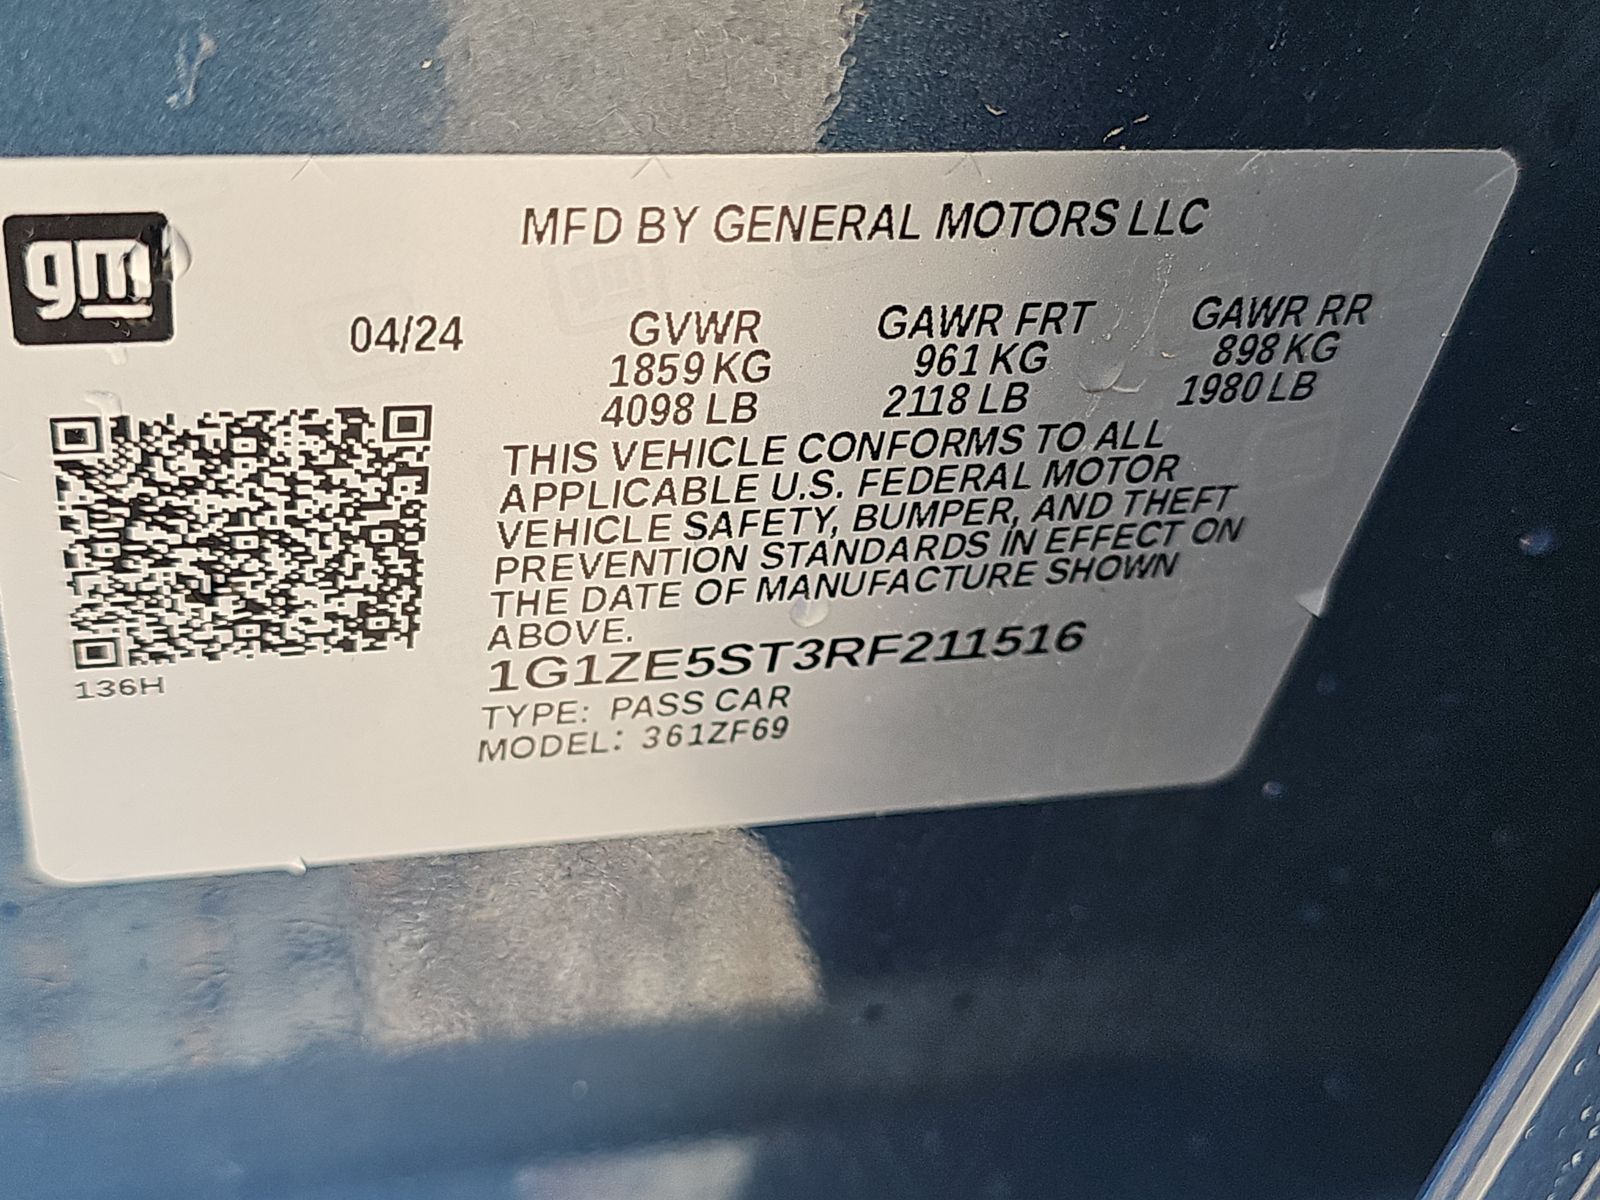 gm
MFD BY GENERAL MOTORS LLC
04/24 GVWR GAWR FRT GAWR RR
1859 KG 961 KG 898 KG
4098 LB 2118 LB 1980 LB
THIS VEHICLE CONFORMS TO ALL
APPLICABLE U.S. FEDERAL MOTOR
VEHICLE SAFETY, BUMPER, AND THEFT
PREVENTION STANDARDS IN EFFECT ON
THE DATE OF MANUFACTURE SHOWN
ABOVE.
1G1ZE5ST3RF211516
136H
TYPE: PASS CAR
MODEL: 361ZF69